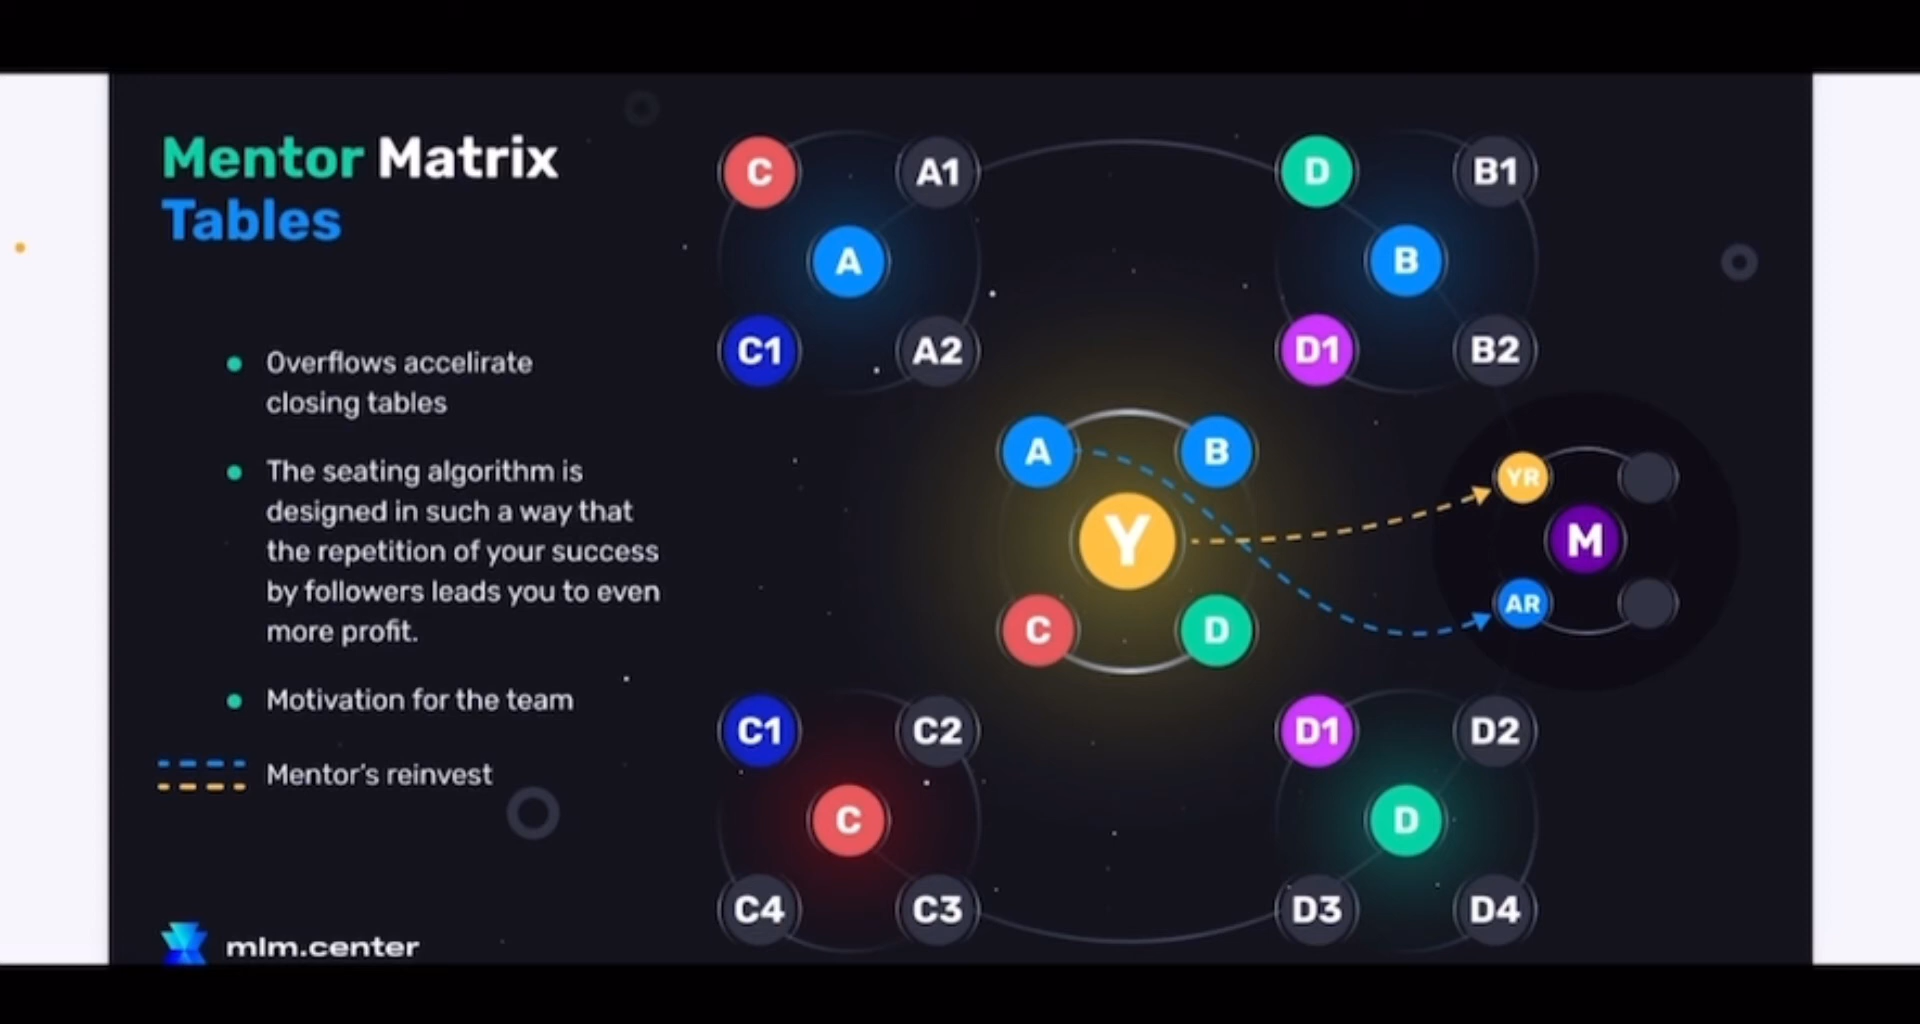 Mentor Matrix
Tables
Overflows accelirate
closing tables
The seating algorithm is
designed in such a way that
the repetition of your success
by followers leads you to even
more profit.
Motivation for the team
Mentor's reinvest
mlm.center
C A1
A
C1 A2
D B1
B
D1 B2
A B
Y
C D
YR
M
AR
C1 C2
C
C4 C3
D1 D2
D
D3 D4